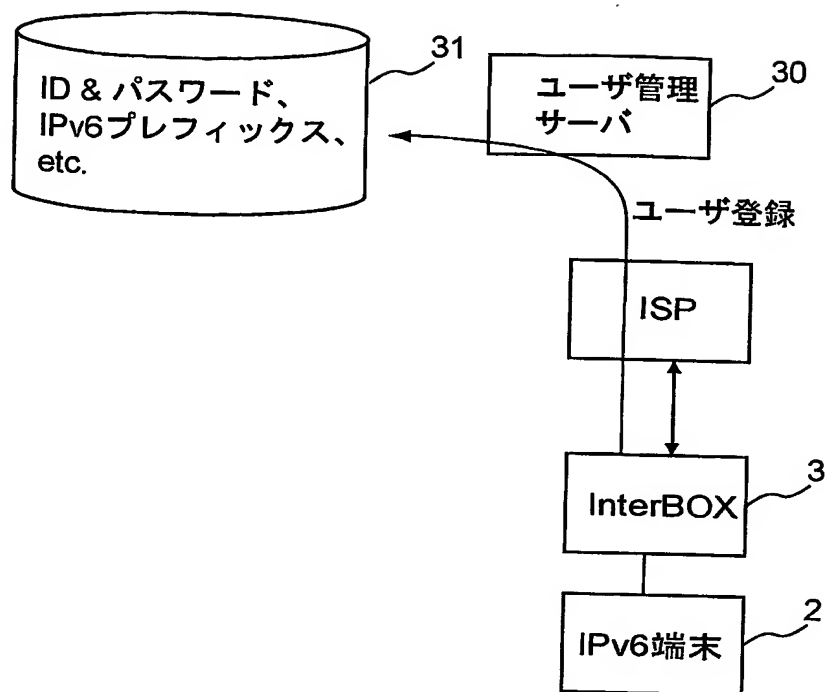 31
ID & パスワード、
IPv6プレフィックス、
etc.
ユーザ管理
サーバ
30
ユーザ登録
ISP
InterBOX
3
IPv6端末
2